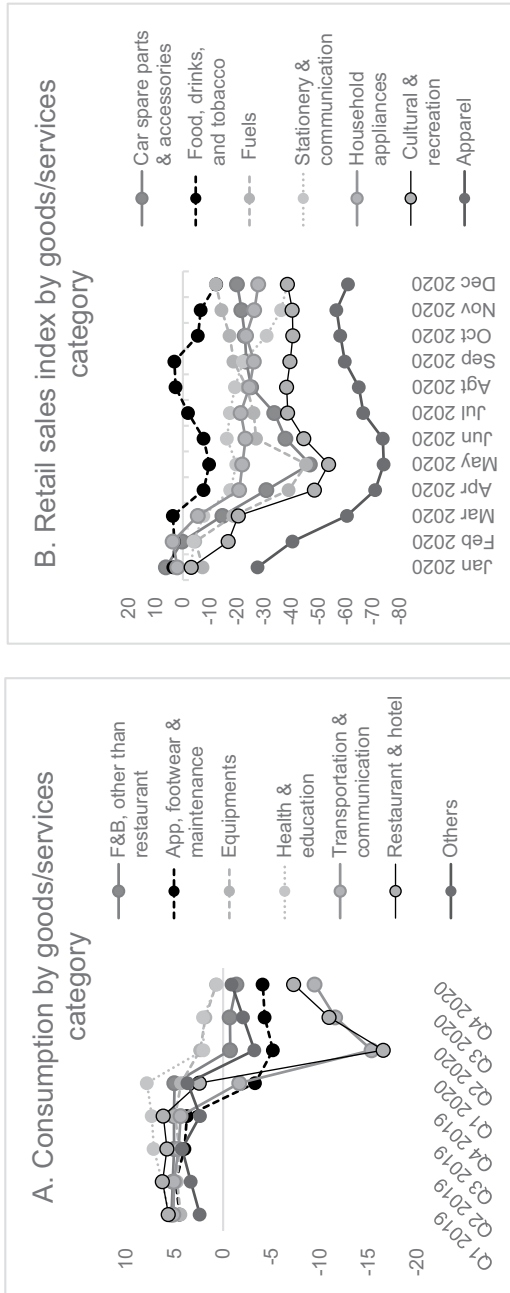 A. Consumption by goods/services
category
10
5
0
-5
-10
-15
-20
Q1 2019
Q2 2019
Q3 2019
Q4 2019
Q1 2020
Q2 2020
Q3 2020
Q4 2020
F&B, other than
restaurant
App, footwear &
maintenance
Equipments
Health &
education
Transportation &
communication
Restaurant & hotel
Others
B. Retail sales index by goods/services
category
20
10
0
-10
-20
-30
-40
-50
-60
-70
-80
Jan 2020
Feb 2020
Mar 2020
Apr 2020
May 2020
Jun 2020
Jul 2020
Agt 2020
Sep 2020
Oct 2020
Nov 2020
Dec 2020
Car spare parts
& accessories
Food, drinks,
and tobacco
Fuels
Stationery &
communication
Household
appliances
Cultural &
recreation
Apparel